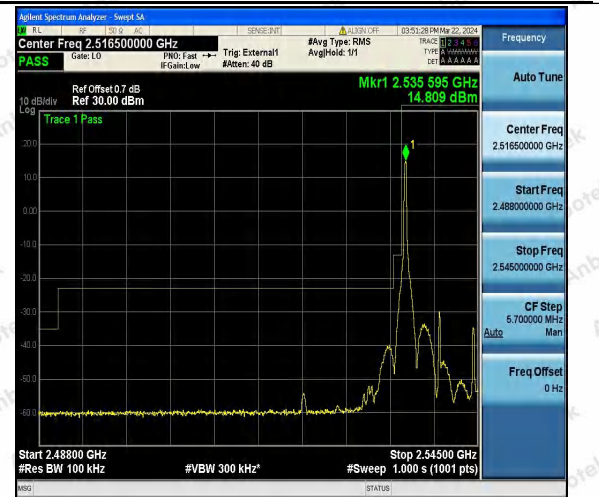 Agilent Spectrum Analyzer - Swept SA
RL RF 50 Ω AC SENSE:INT ALIGN OFF 03:51:28 PM Mar 22, 2024
Center Freq 2.516500000 GHz
PASS
Gate: LO
PNO: Fast
IFGain:Low
Trig: External1
#Atten: 40 dB
#Avg Type: RMS
Avg|Hold: 1/1
TRACE 1 2 3 4 5 6
TYPE A WWWWW
DET A A A A A A
Mkr1 2.535 595 GHz
14.809 dBm
Ref Offset 0.7 dB
Ref 30.00 dBm
10 dB/div
Log
Trace 1 Pass
1
20.0
10.0
0.00
-10.0
-20.0
-30.0
-40.0
-50.0
-60.0
Start 2.48800 GHz
Stop 2.54500 GHz
#Res BW 100 kHz
#VBW 300 kHz*
#Sweep 1.000 s (1001 pts)
MSG
STATUS
Frequency
Auto Tune
Center Freq
2.516500000 GHz
Start Freq
2.488000000 GHz
Stop Freq
2.545000000 GHz
CF Step
5.700000 MHz
Auto Man
Freq Offset
0 Hz